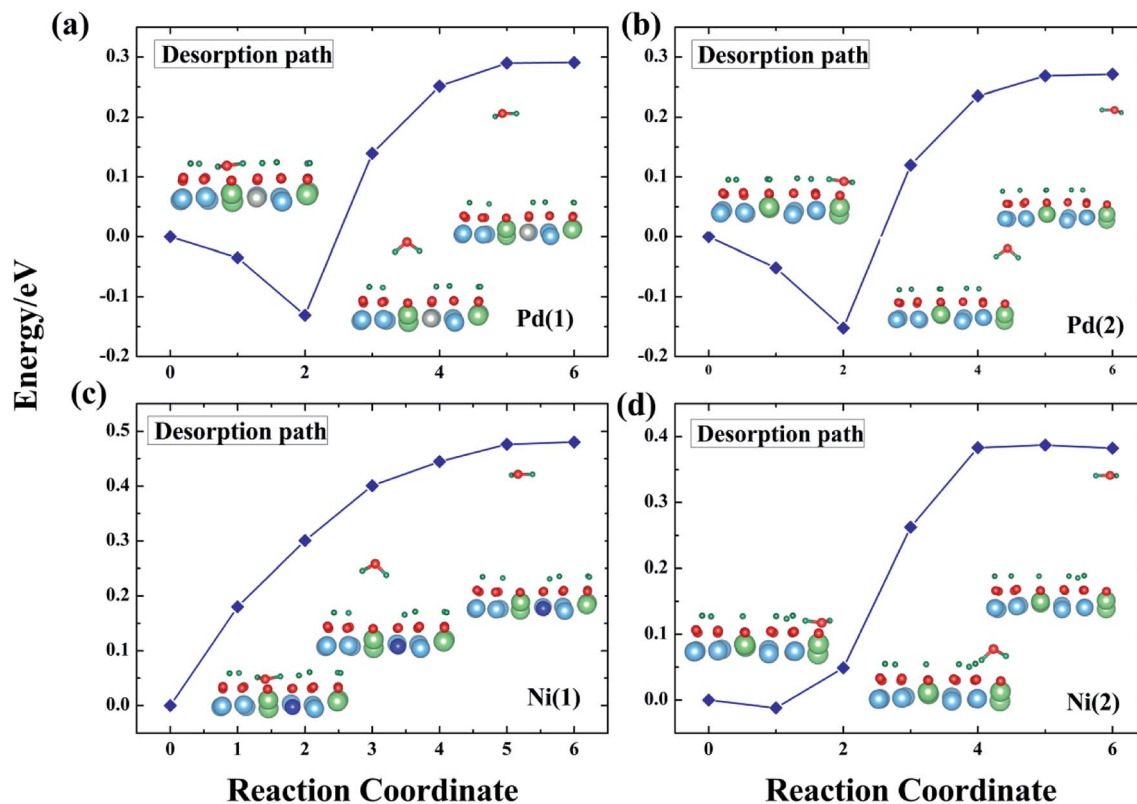 (a)
Desorption path
0.3
0.2
0.1
0.0
-0.1
-0.2
0
2
3
4
5
6
Pd(1)
(b)
Desorption path
0.3
0.2
0.1
0.0
-0.1
-0.2
0
2
4
6
Pd(2)
Energy/eV
(c)
Desorption path
0.5
0.4
0.3
0.2
0.1
0.0
0
1
2
3
4
5
6
Ni(1)
(d)
Desorption path
0.4
0.3
0.2
0.1
0.0
0
2
4
6
Ni(2)
Reaction Coordinate
Reaction Coordinate